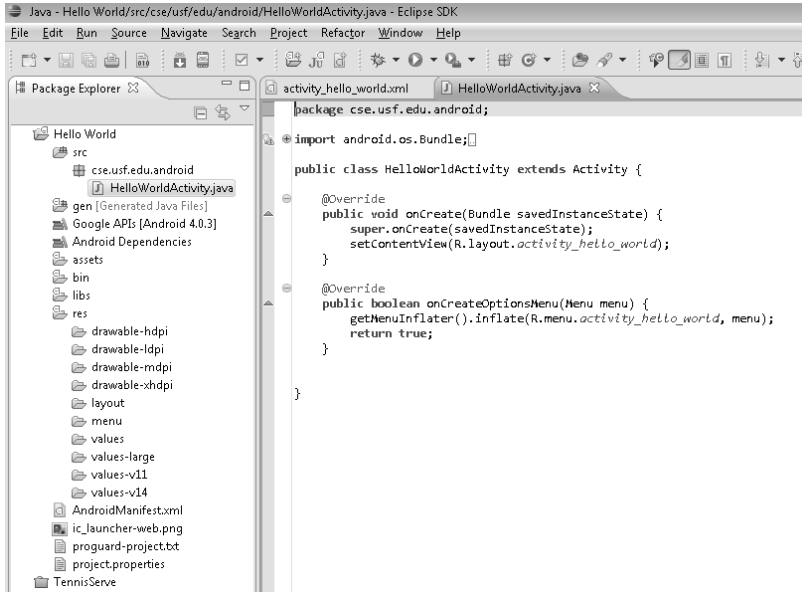 Java - Hello World/src/cse/usf/edu/android/HelloWorldActivity.java - Eclipse SDK
File Edit Run Source Navigate Search Project Refactor Window Help
Package Explorer
activity_hello_world.xml
HelloWorldActivity.java
Hello World
src
cse.usf.edu.android
HelloWorldActivity.java
gen [Generated Java Files]
Google APIs [Android 4.0.3]
Android Dependencies
assets
bin
libs
res
drawable-hdpi
drawable-ldpi
drawable-mdpi
drawable-xhdpi
layout
menu
values
values-large
values-v11
values-v14
AndroidManifest.xml
ic_launcher-web.png
proguard-project.txt
project.properties
TennisServe
package cse.usf.edu.android;
import android.os.Bundle;
public class HelloWorldActivity extends Activity {
@Override
public void onCreate(Bundle savedInstanceState) {
super.onCreate(savedInstanceState);
setContentView(R.layout.activity_hello_world);
}
@Override
public boolean onCreateOptionsMenu(Menu menu) {
getMenuInflater().inflate(R.menu.activity_hello_world, menu);
return true;
}
}